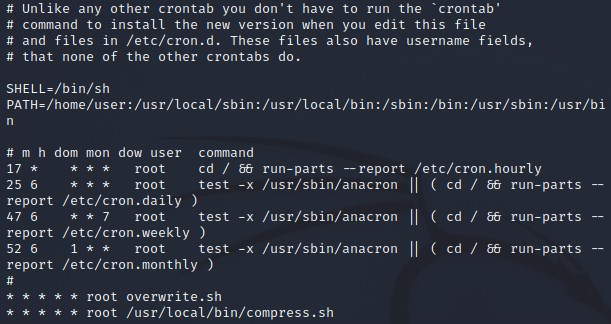 # Unlike any other crontab you don't have to run the `crontab'
# command to install the new version when you edit this file
# and files in /etc/cron.d. These files also have username fields,
# that none of the other crontabs do.

SHELL=/bin/sh
PATH=/home/user:/usr/local/sbin:/usr/local/bin:/sbin:/bin:/usr/sbin:/usr/bi
n

# m h dom mon dow user  command
17 *    * * *   root    cd / && run-parts --report /etc/cron.hourly
25 6    * * *   root    test -x /usr/sbin/anacron || ( cd / && run-parts --
report /etc/cron.daily )
47 6    * * 7   root    test -x /usr/sbin/anacron || ( cd / && run-parts --
report /etc/cron.weekly )
52 6    1 * *   root    test -x /usr/sbin/anacron || ( cd / && run-parts --
report /etc/cron.monthly )
#
* * * * * root overwrite.sh
* * * * * root /usr/local/bin/compress.sh